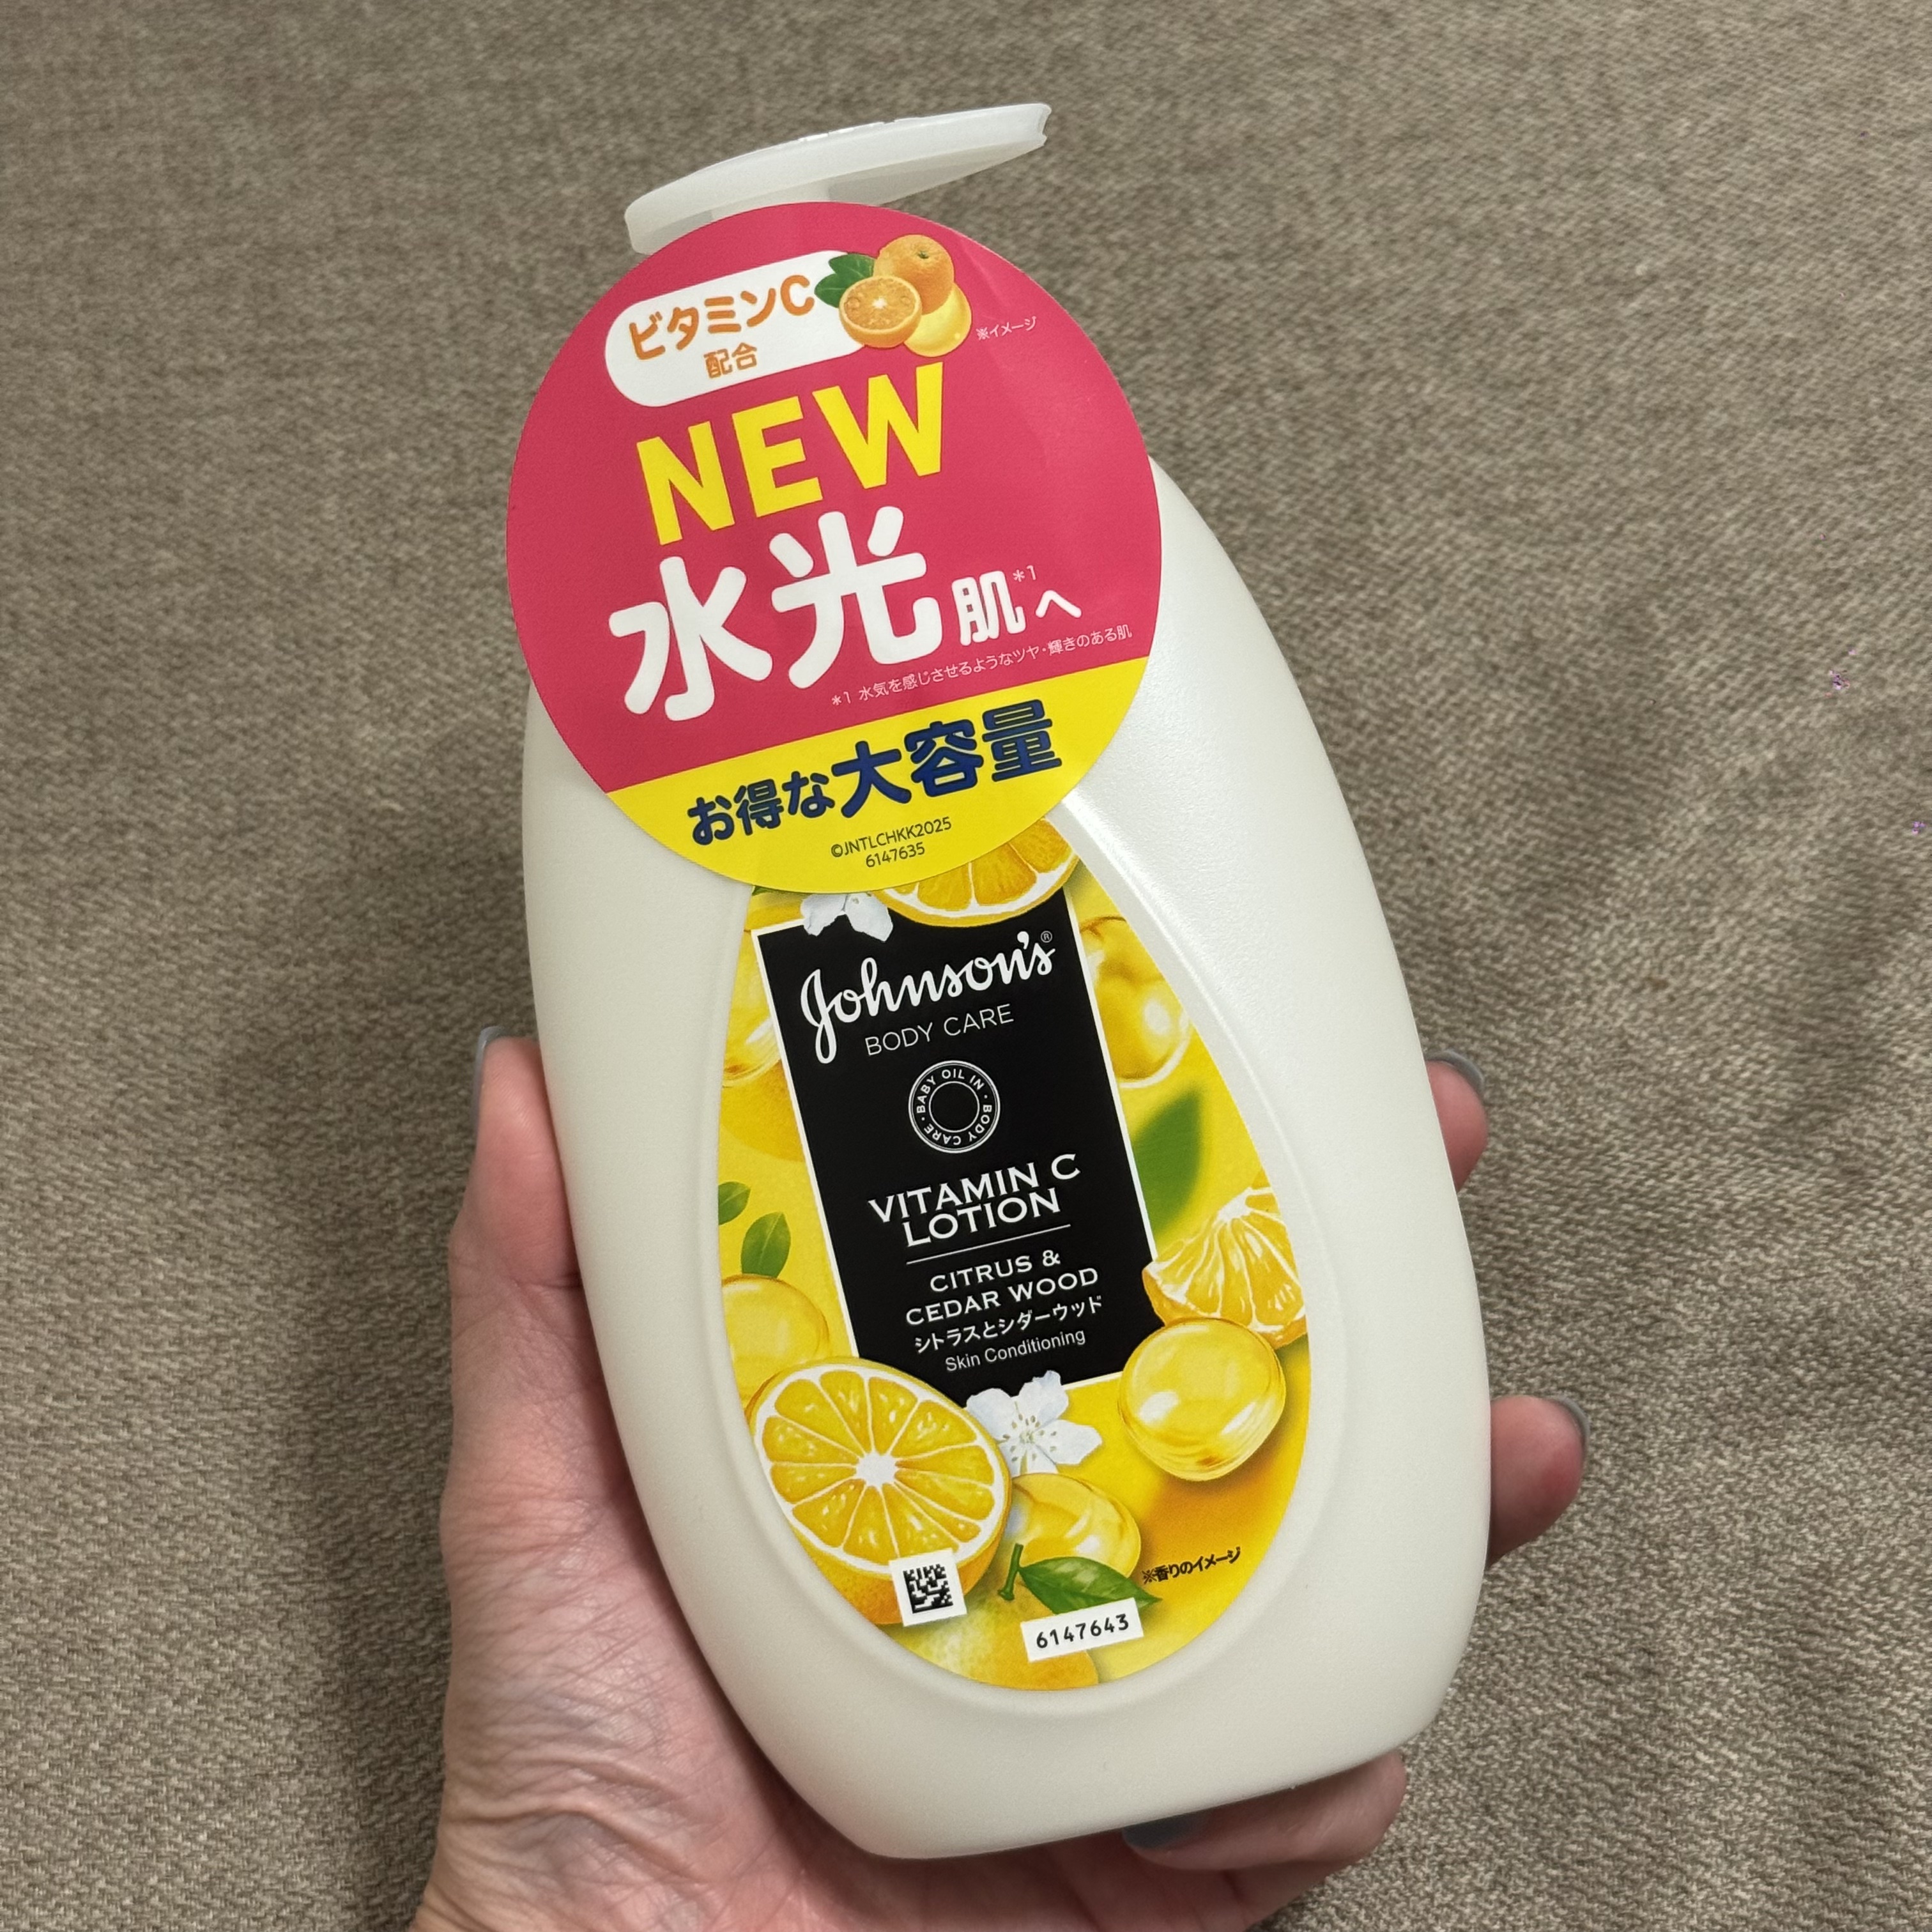 ビタミンC
配合
※イメージ
NEW
水光肌*1へ
*1 水気を感じさせるようなツヤ・輝きのある肌
お得な大容量
©JNTLCHKK2025
6147635
Johnson's®
BODY CARE
BABY OIL IN · BODY CARE ·
VITAMIN C
LOTION
CITRUS &
CEDAR WOOD
シトラスとシダーウッド
Skin Conditioning
※香りのイメージ
6147643